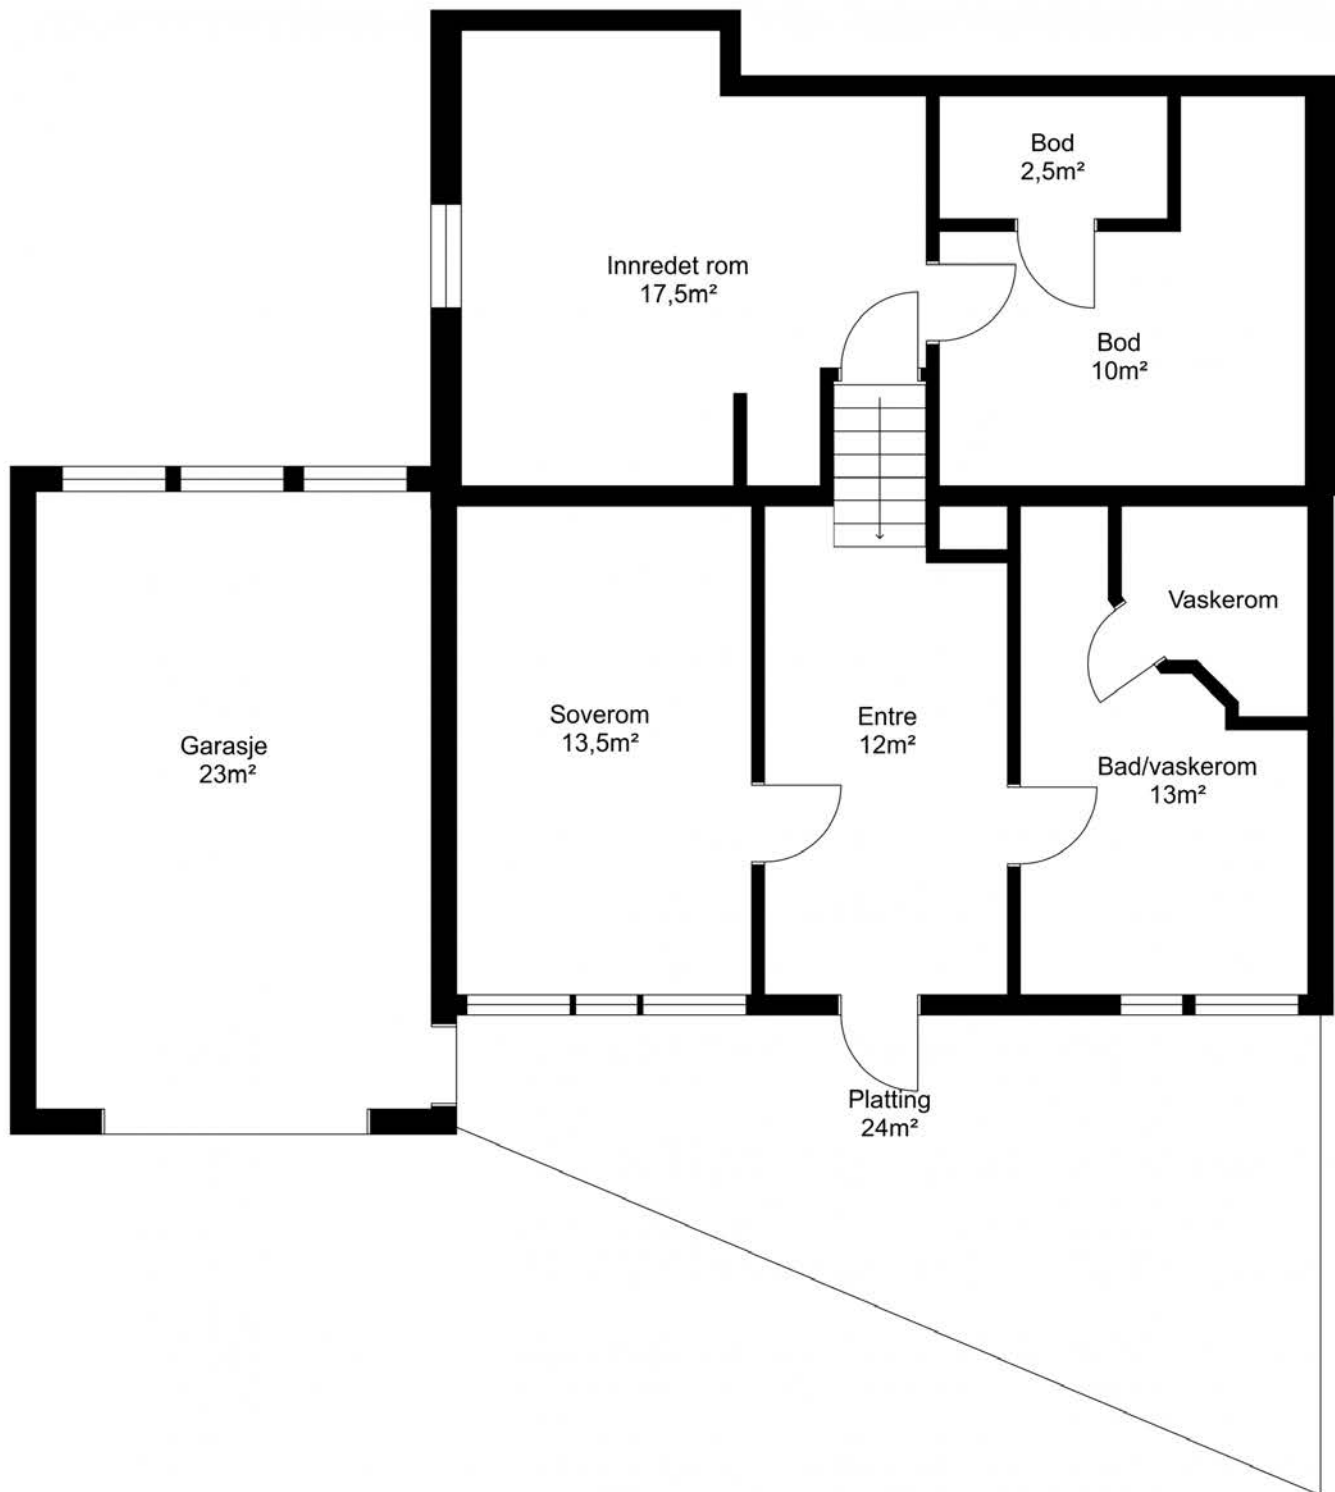 Bod
2,5m²
Innredet rom
17,5m²
Bod
10m²
Vaskerom
Soverom
13,5m²
Entre
12m²
Garasje
23m²
Bad/vaskerom
13m²
Platting
24m²